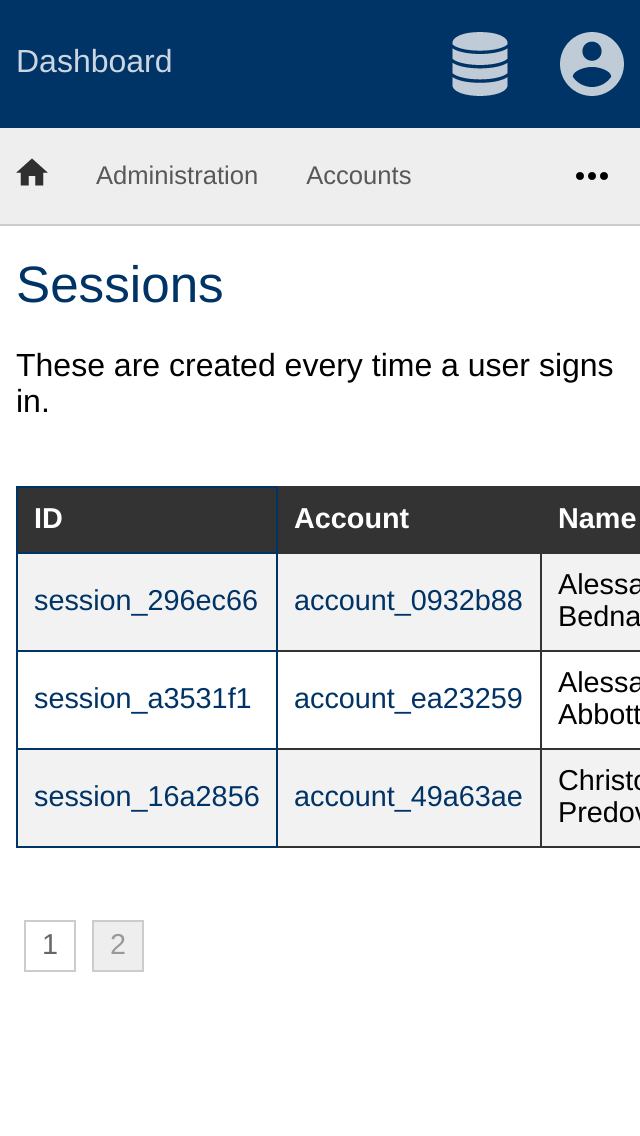 Dashboard
Administration Accounts
Sessions
These are created every time a user signs
in.
ID Account Name
session_296ec66 account_0932b88 Alessa
Bedna
session_a3531f1 account_ea23259 Alessa
Abbott
session_16a2856 account_49a63ae Christo
Predov
1 2